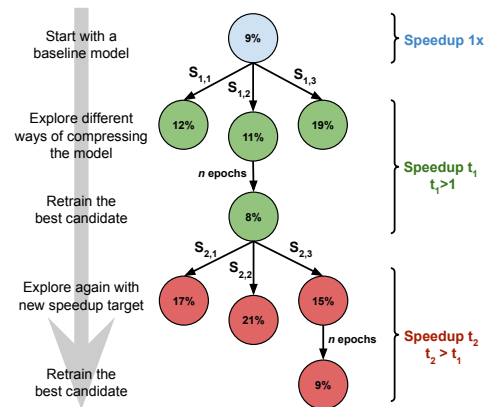 Start with a
baseline model
9%
Speedup 1x
S1,1
S1,2
S1,3
Explore different
ways of compressing
the model
12%
11%
19%
Speedup t1
t1>1
n epochs
Retrain the
best candidate
8%
S2,1
S2,2
S2,3
Explore again with
new speedup target
17%
21%
15%
Speedup t2
t2 > t1
n epochs
Retrain the
best candidate
9%